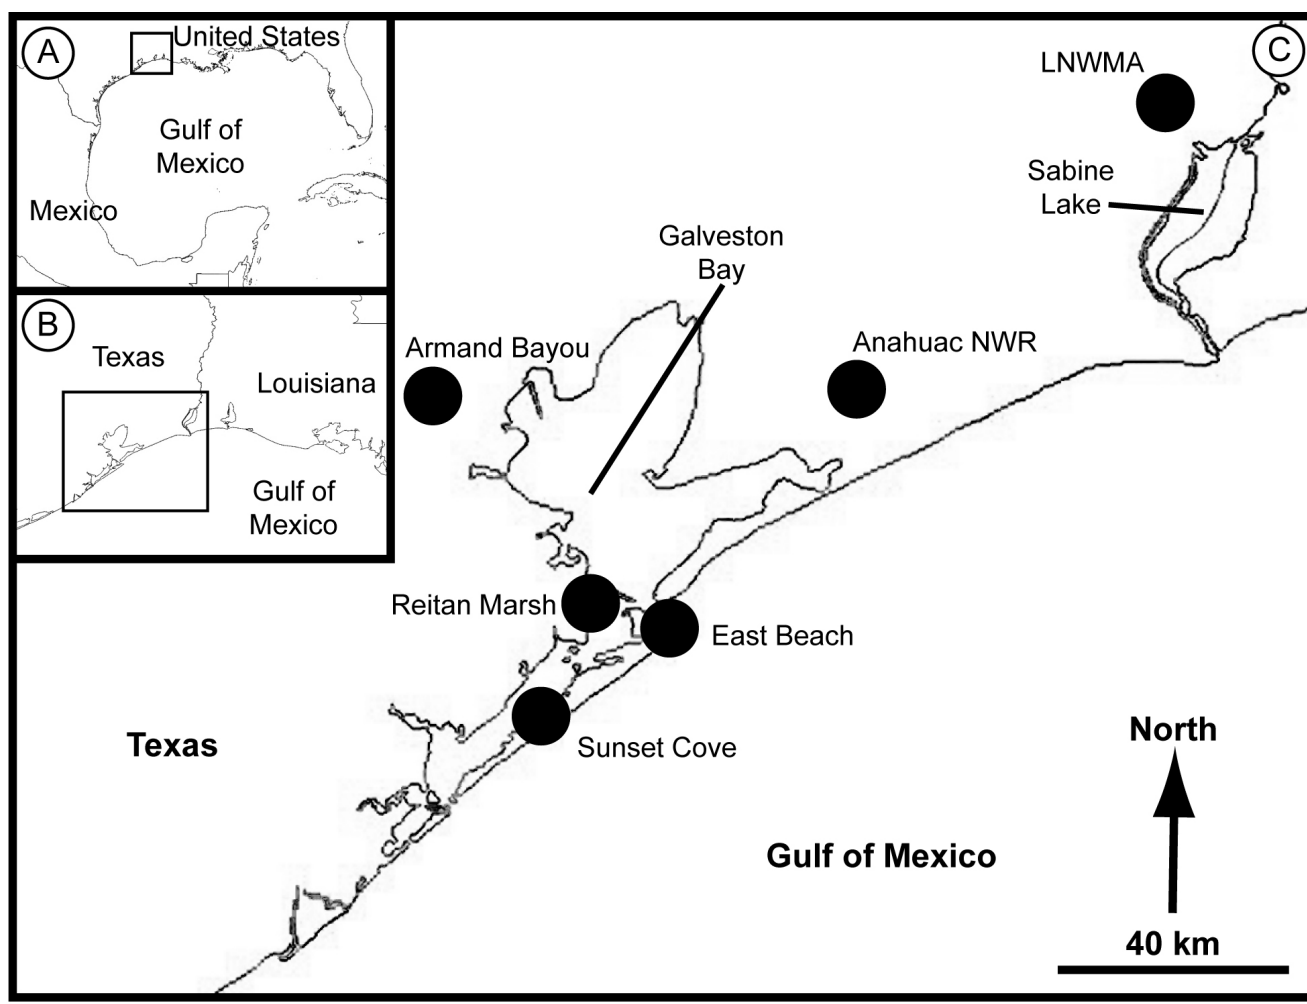 A
United States
Gulf of
Mexico
Mexico
B
Texas
Louisiana
Gulf of
Mexico
C
LNWMA
Sabine
Lake
Galveston
Bay
Armand Bayou
Anahuac NWR
Reitan Marsh
East Beach
Sunset Cove
Texas
North
Gulf of Mexico
40 km